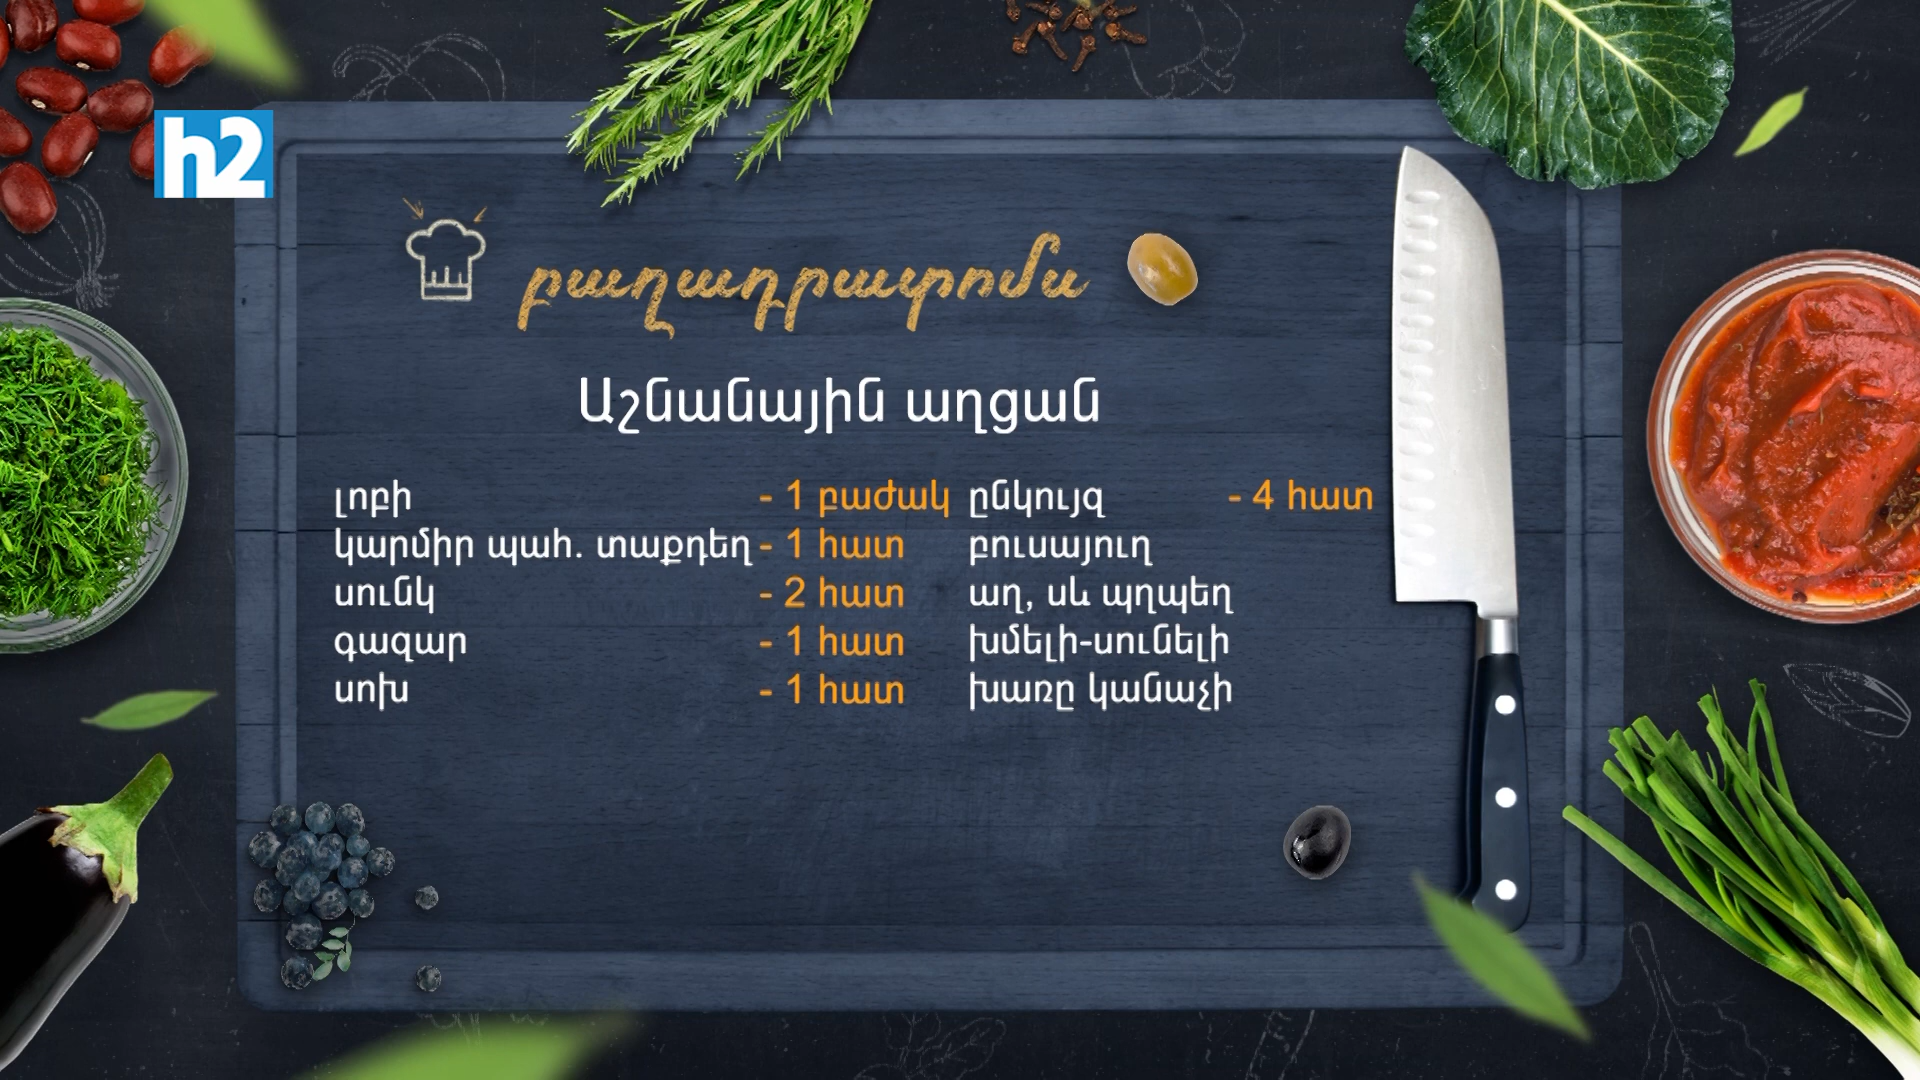 h2
բաղադրատոմս
Աշնանային աղցան
լոբի - 1 բաժակ
կարմիր պահ. տաքդեղ - 1 հատ
սունկ - 2 հատ
գազար - 1 հատ
սոխ - 1 հատ
ընկույզ - 4 հատ
բուսայուղ
աղ, սև պղպեղ
խմելի-սունելի
խառը կանաչի